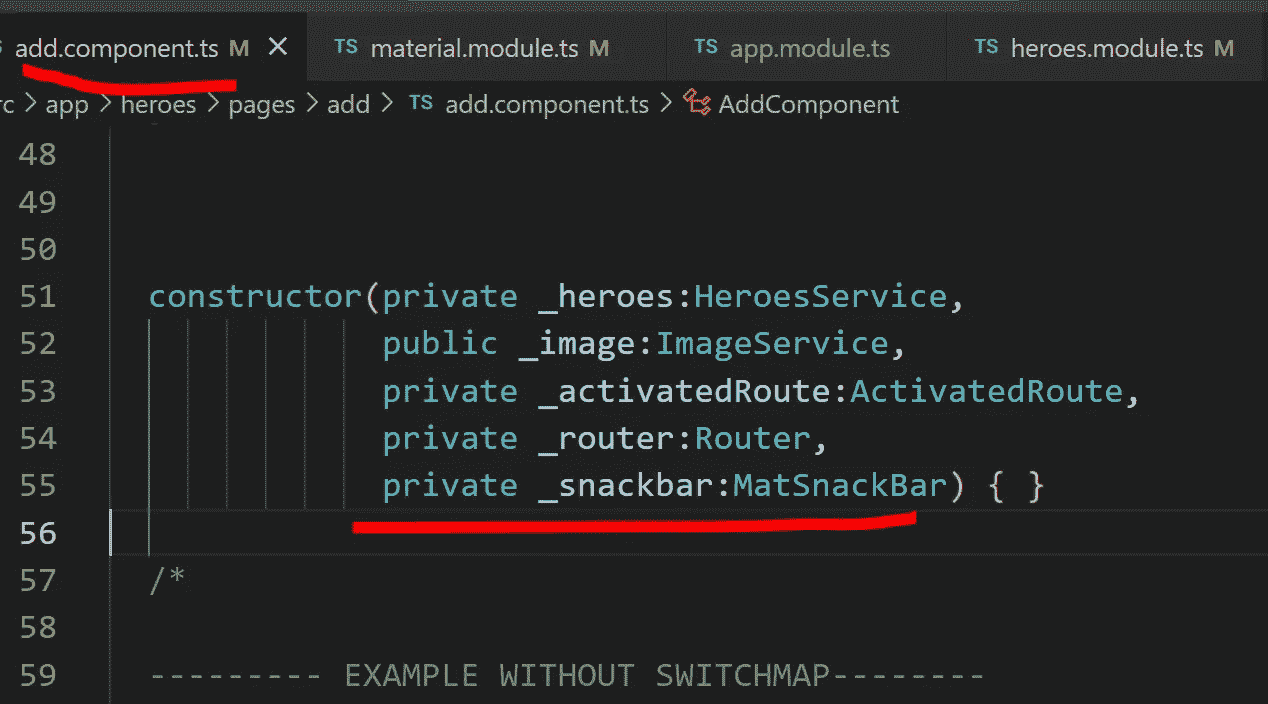 add.component.ts M TS material.module.ts M TS app.module.ts TS heroes.module.ts M
rc > app > heroes > pages > add > TS add.component.ts > AddComponent
48
49
50
51 constructor(private _heroes:HeroesService,
52 public _image:ImageService,
53 private _activatedRoute:ActivatedRoute,
54 private _router:Router,
55 private _snackbar:MatSnackBar) { }
56
57 /*
58
59 --------- EXAMPLE WITHOUT SWITCHMAP--------